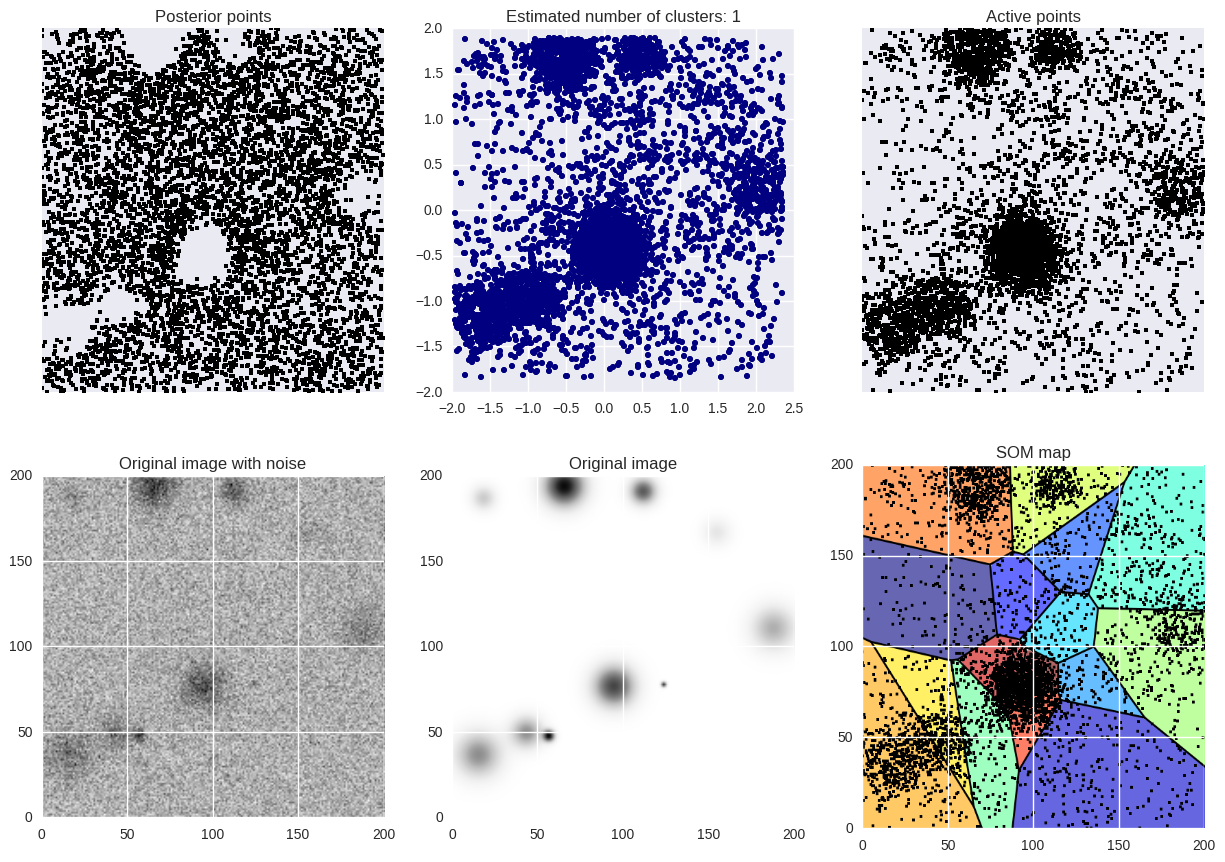 Posterior points
Estimated number of clusters: 1
Active points
2.0
1.5
1.0
0.5
0.0
−0.5
−1.0
−1.5
−2.0
−2.0 −1.5 −1.0 −0.5 0.0 0.5 1.0 1.5 2.0 2.5
Original image with noise
Original image
SOM map
200
150
100
50
0
0 50 100 150 200
200
150
100
50
0
0 50 100 150 200
200
150
100
50
0
0 50 100 150 200